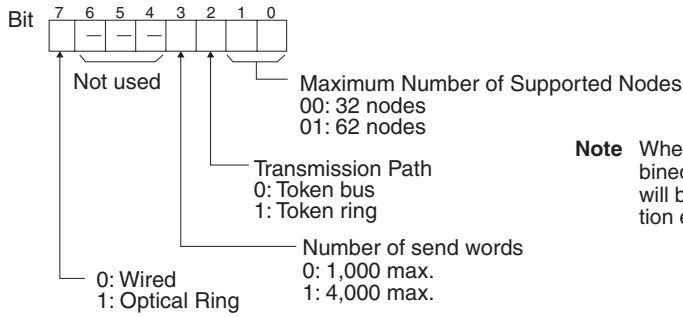 Bit 7 6 5 4 3 2 1 0
— — —
Not used
Maximum Number of Supported Nodes
00: 32 nodes
01: 62 nodes
Transmission Path
0: Token bus
1: Token ring
Number of send words
0: 1,000 max.
1: 4,000 max.
0: Wired
1: Optical Ring
Note
bined
will b
tion e